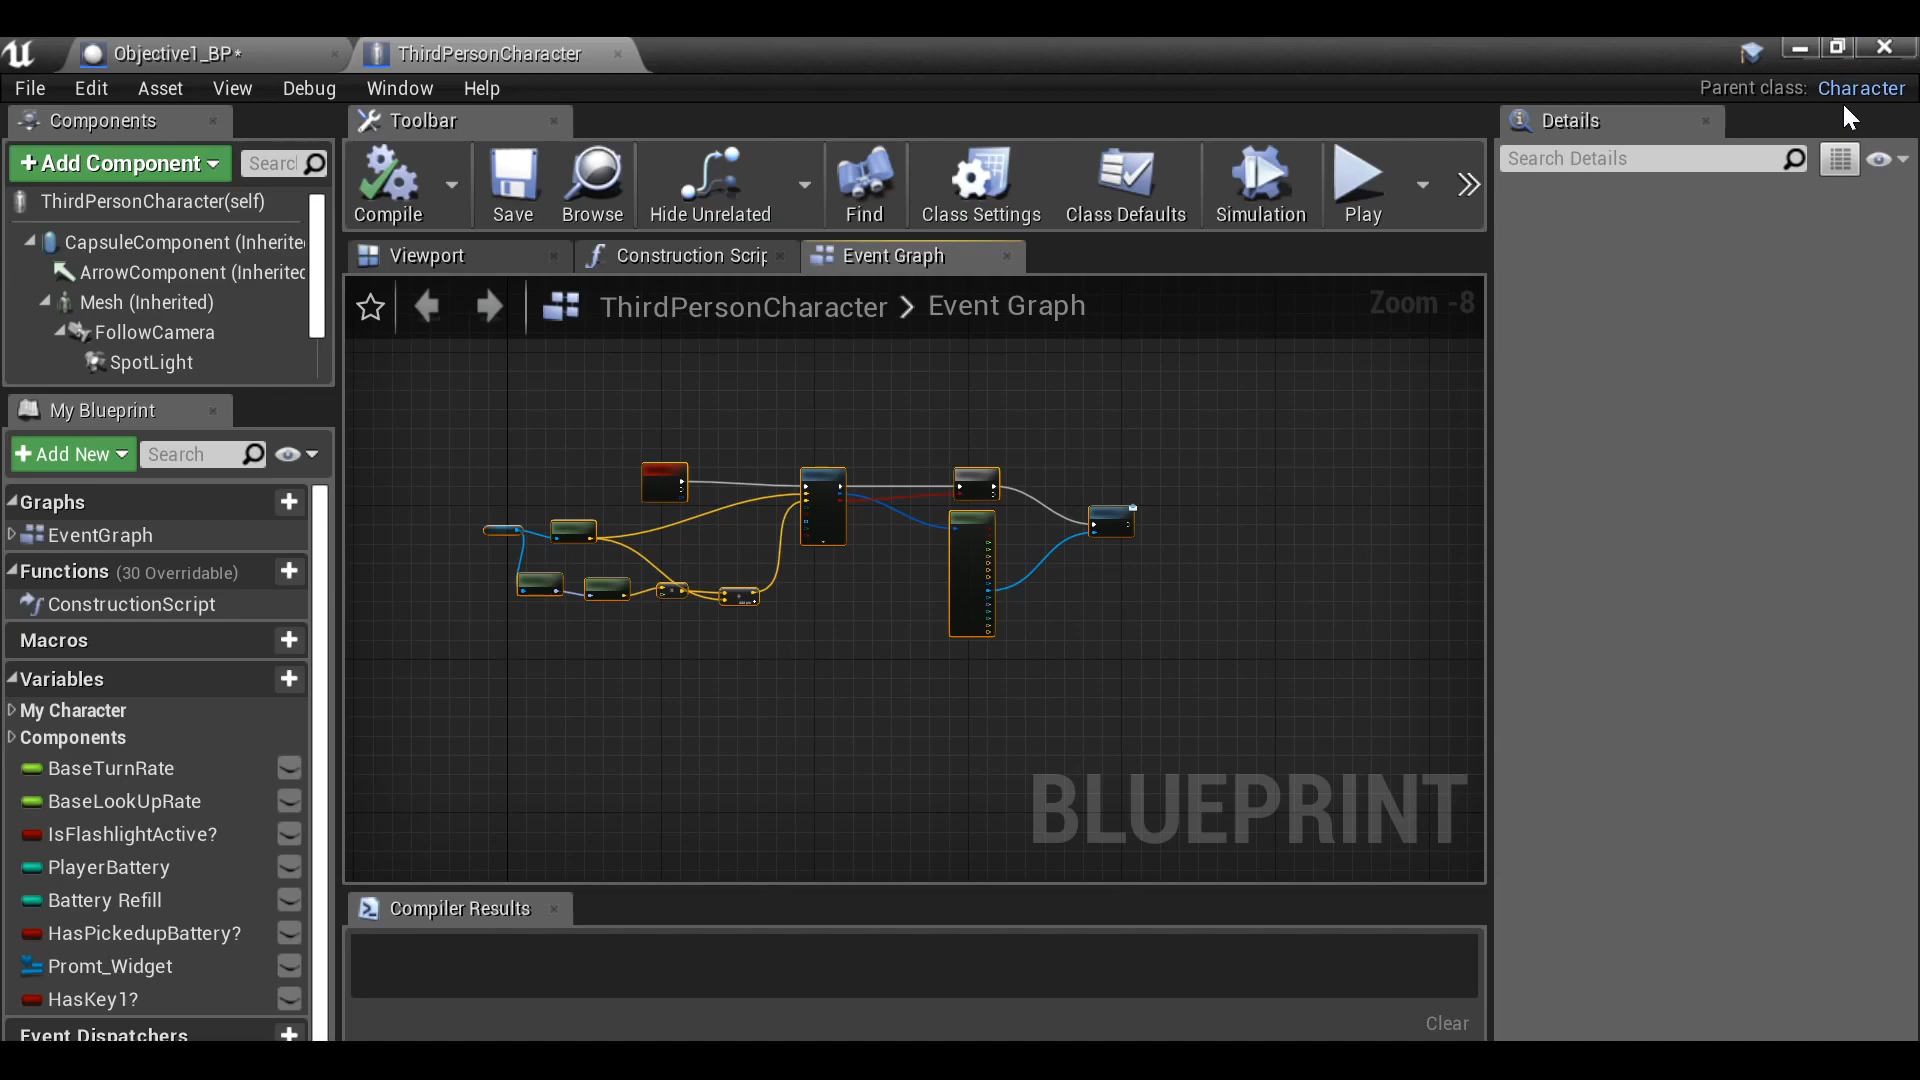 Objective1_BP*
ThirdPersonCharacter
File Edit Asset View Debug Window Help
Parent class: Character
Components
Toolbar
Details
+Add Component
Search
Search Details
ThirdPersonCharacter(self)
CapsuleComponent (Inherite
ArrowComponent (Inherited
Mesh (Inherited)
FollowCamera
SpotLight
Compile
Save
Browse
Hide Unrelated
Find
Class Settings
Class Defaults
Simulation
Play
Viewport
Construction Scrip
Event Graph
ThirdPersonCharacter > Event Graph
Zoom -8
My Blueprint
+Add New
Search
Graphs
EventGraph
Functions (30 Overridable)
ConstructionScript
Macros
Variables
My Character
Components
BaseTurnRate
BaseLookUpRate
IsFlashlightActive?
PlayerBattery
Battery Refill
HasPickedupBattery?
Promt_Widget
HasKey1?
Event Dispatchers
BLUEPRINT
Compiler Results
Clear